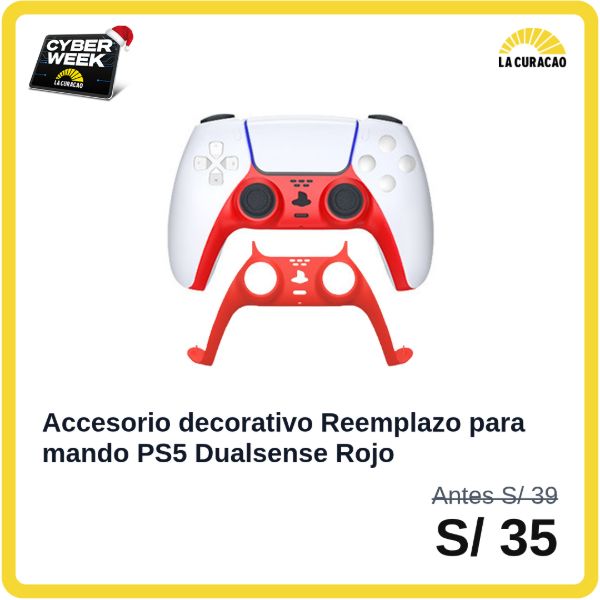 CYBER
WEEK
LA CURACAO
LA CURACAO
Accesorio decorativo Reemplazo para
mando PS5 Dualsense Rojo
Antes S/ 39
S/ 35